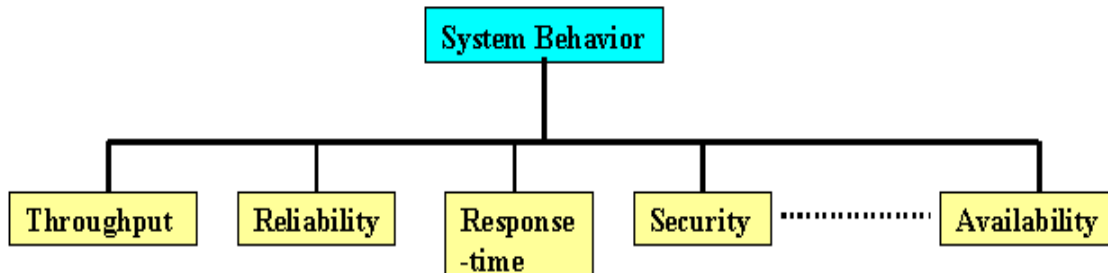 System Behavior
Throughput
Reliability
Response
-time
Security
Availability